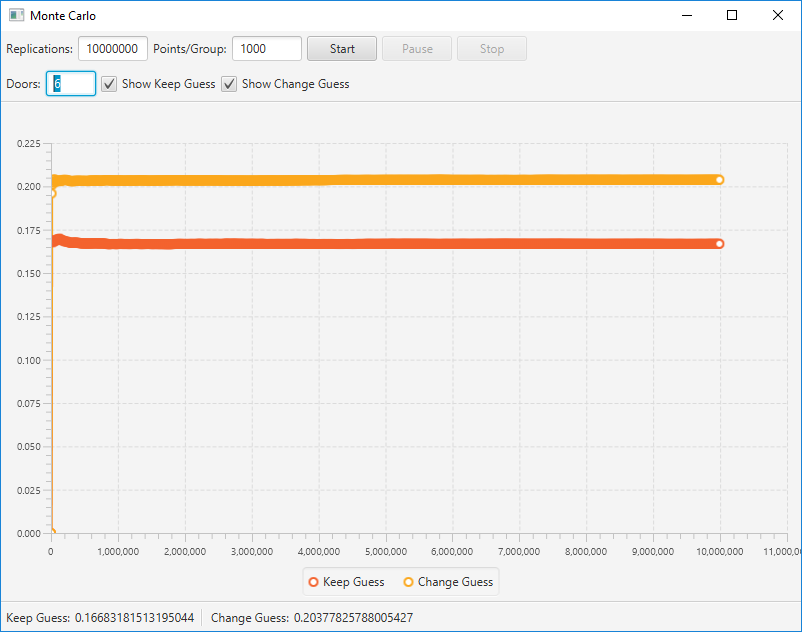 Monte Carlo
Replications: 10000000 Points/Group: 1000 Start Pause Stop
Doors: 6 Show Keep Guess Show Change Guess
0.225
0.200
0.175
0.150
0.125
0.100
0.075
0.050
0.025
0.000
0 1,000,000 2,000,000 3,000,000 4,000,000 5,000,000 6,000,000 7,000,000 8,000,000 9,000,000 10,000,000 11,000,0
Keep Guess Change Guess
Keep Guess: 0.16683181513195044 Change Guess: 0.20377825788005427